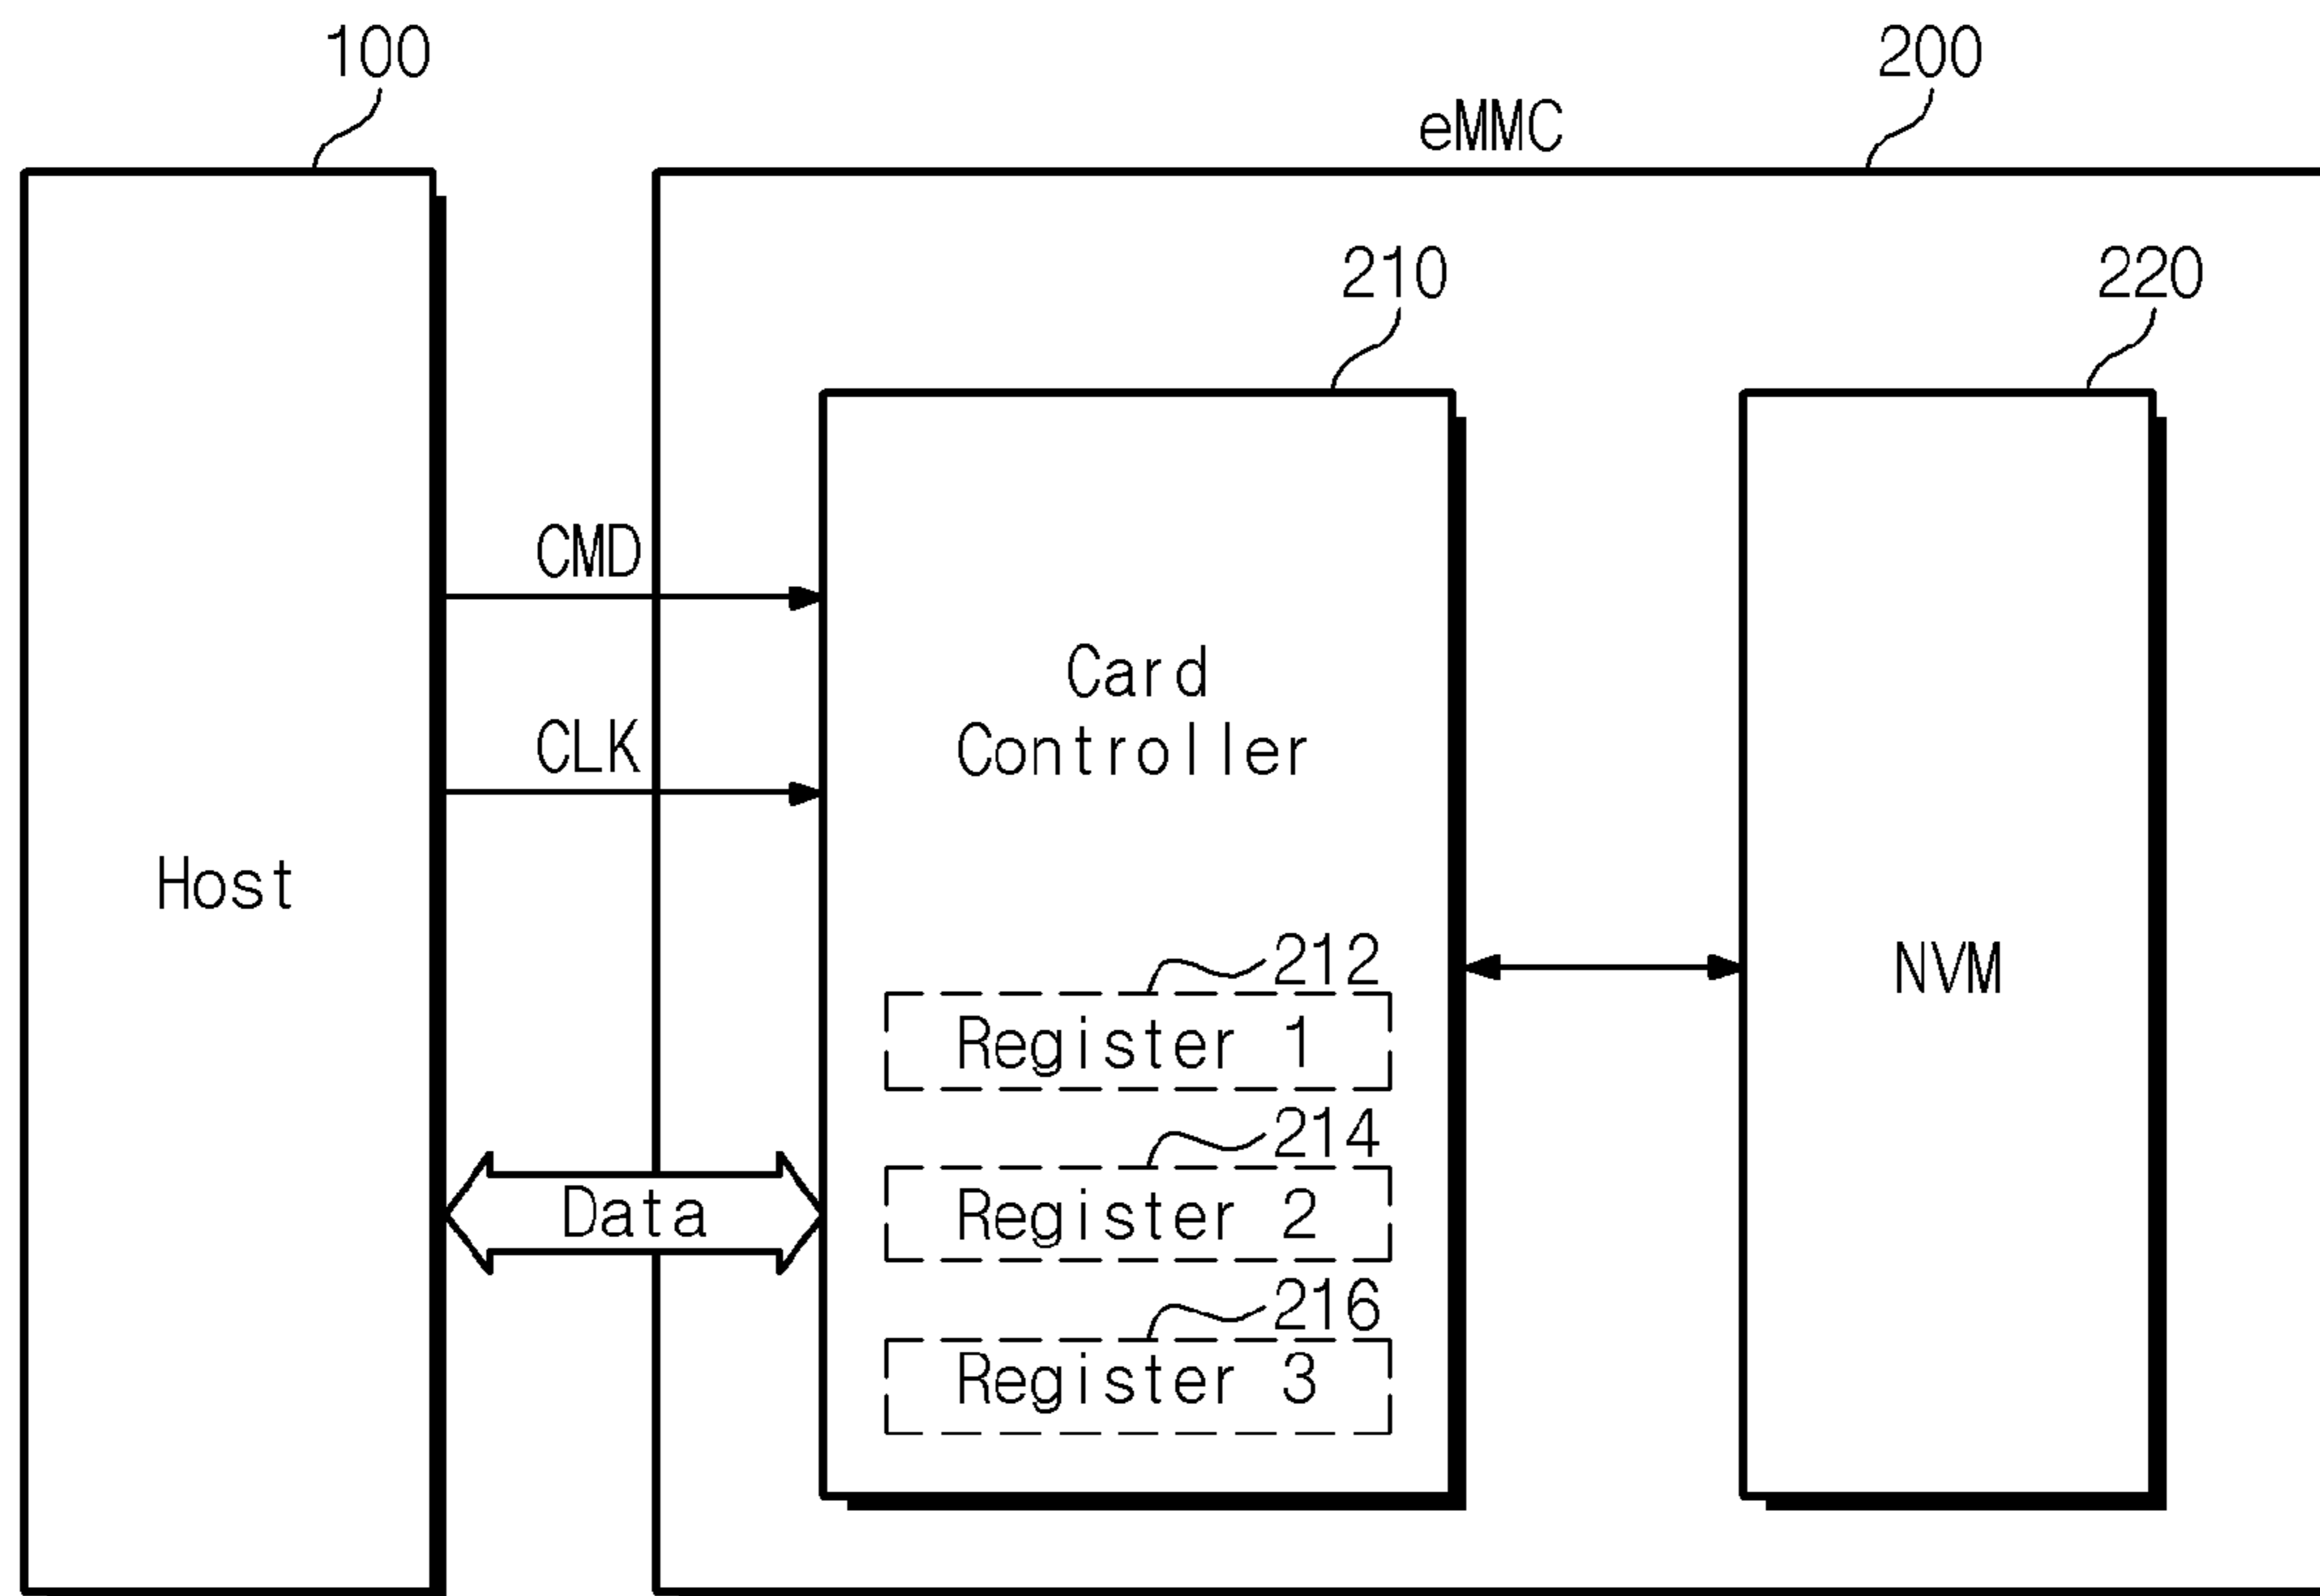 100
200
eMMC
210
220
CMD
Card
Controller
CLK
Host
NVM
212
Register 1
214
Register 2
Data
216
Register 3